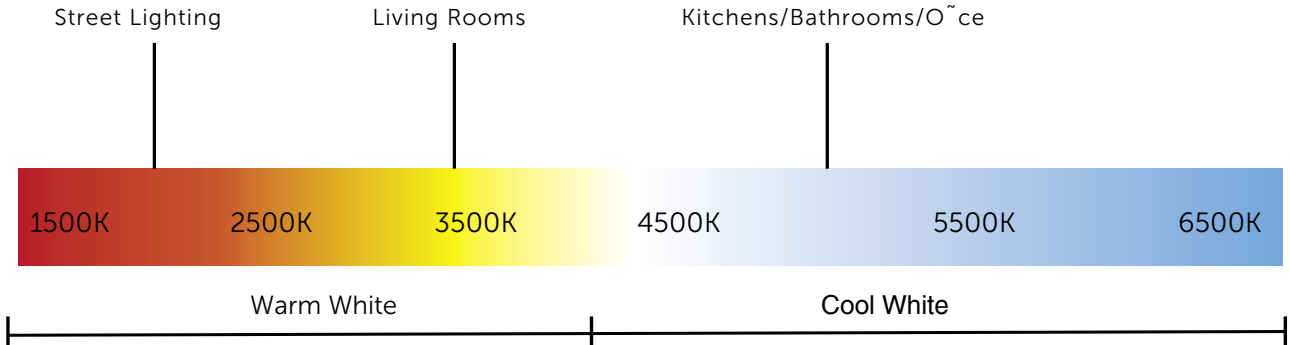 Street Lighting
Living Rooms
Kitchens/Bathrooms/O˜ce
1500K
2500K
3500K
4500K
5500K
6500K
Warm White
Cool White